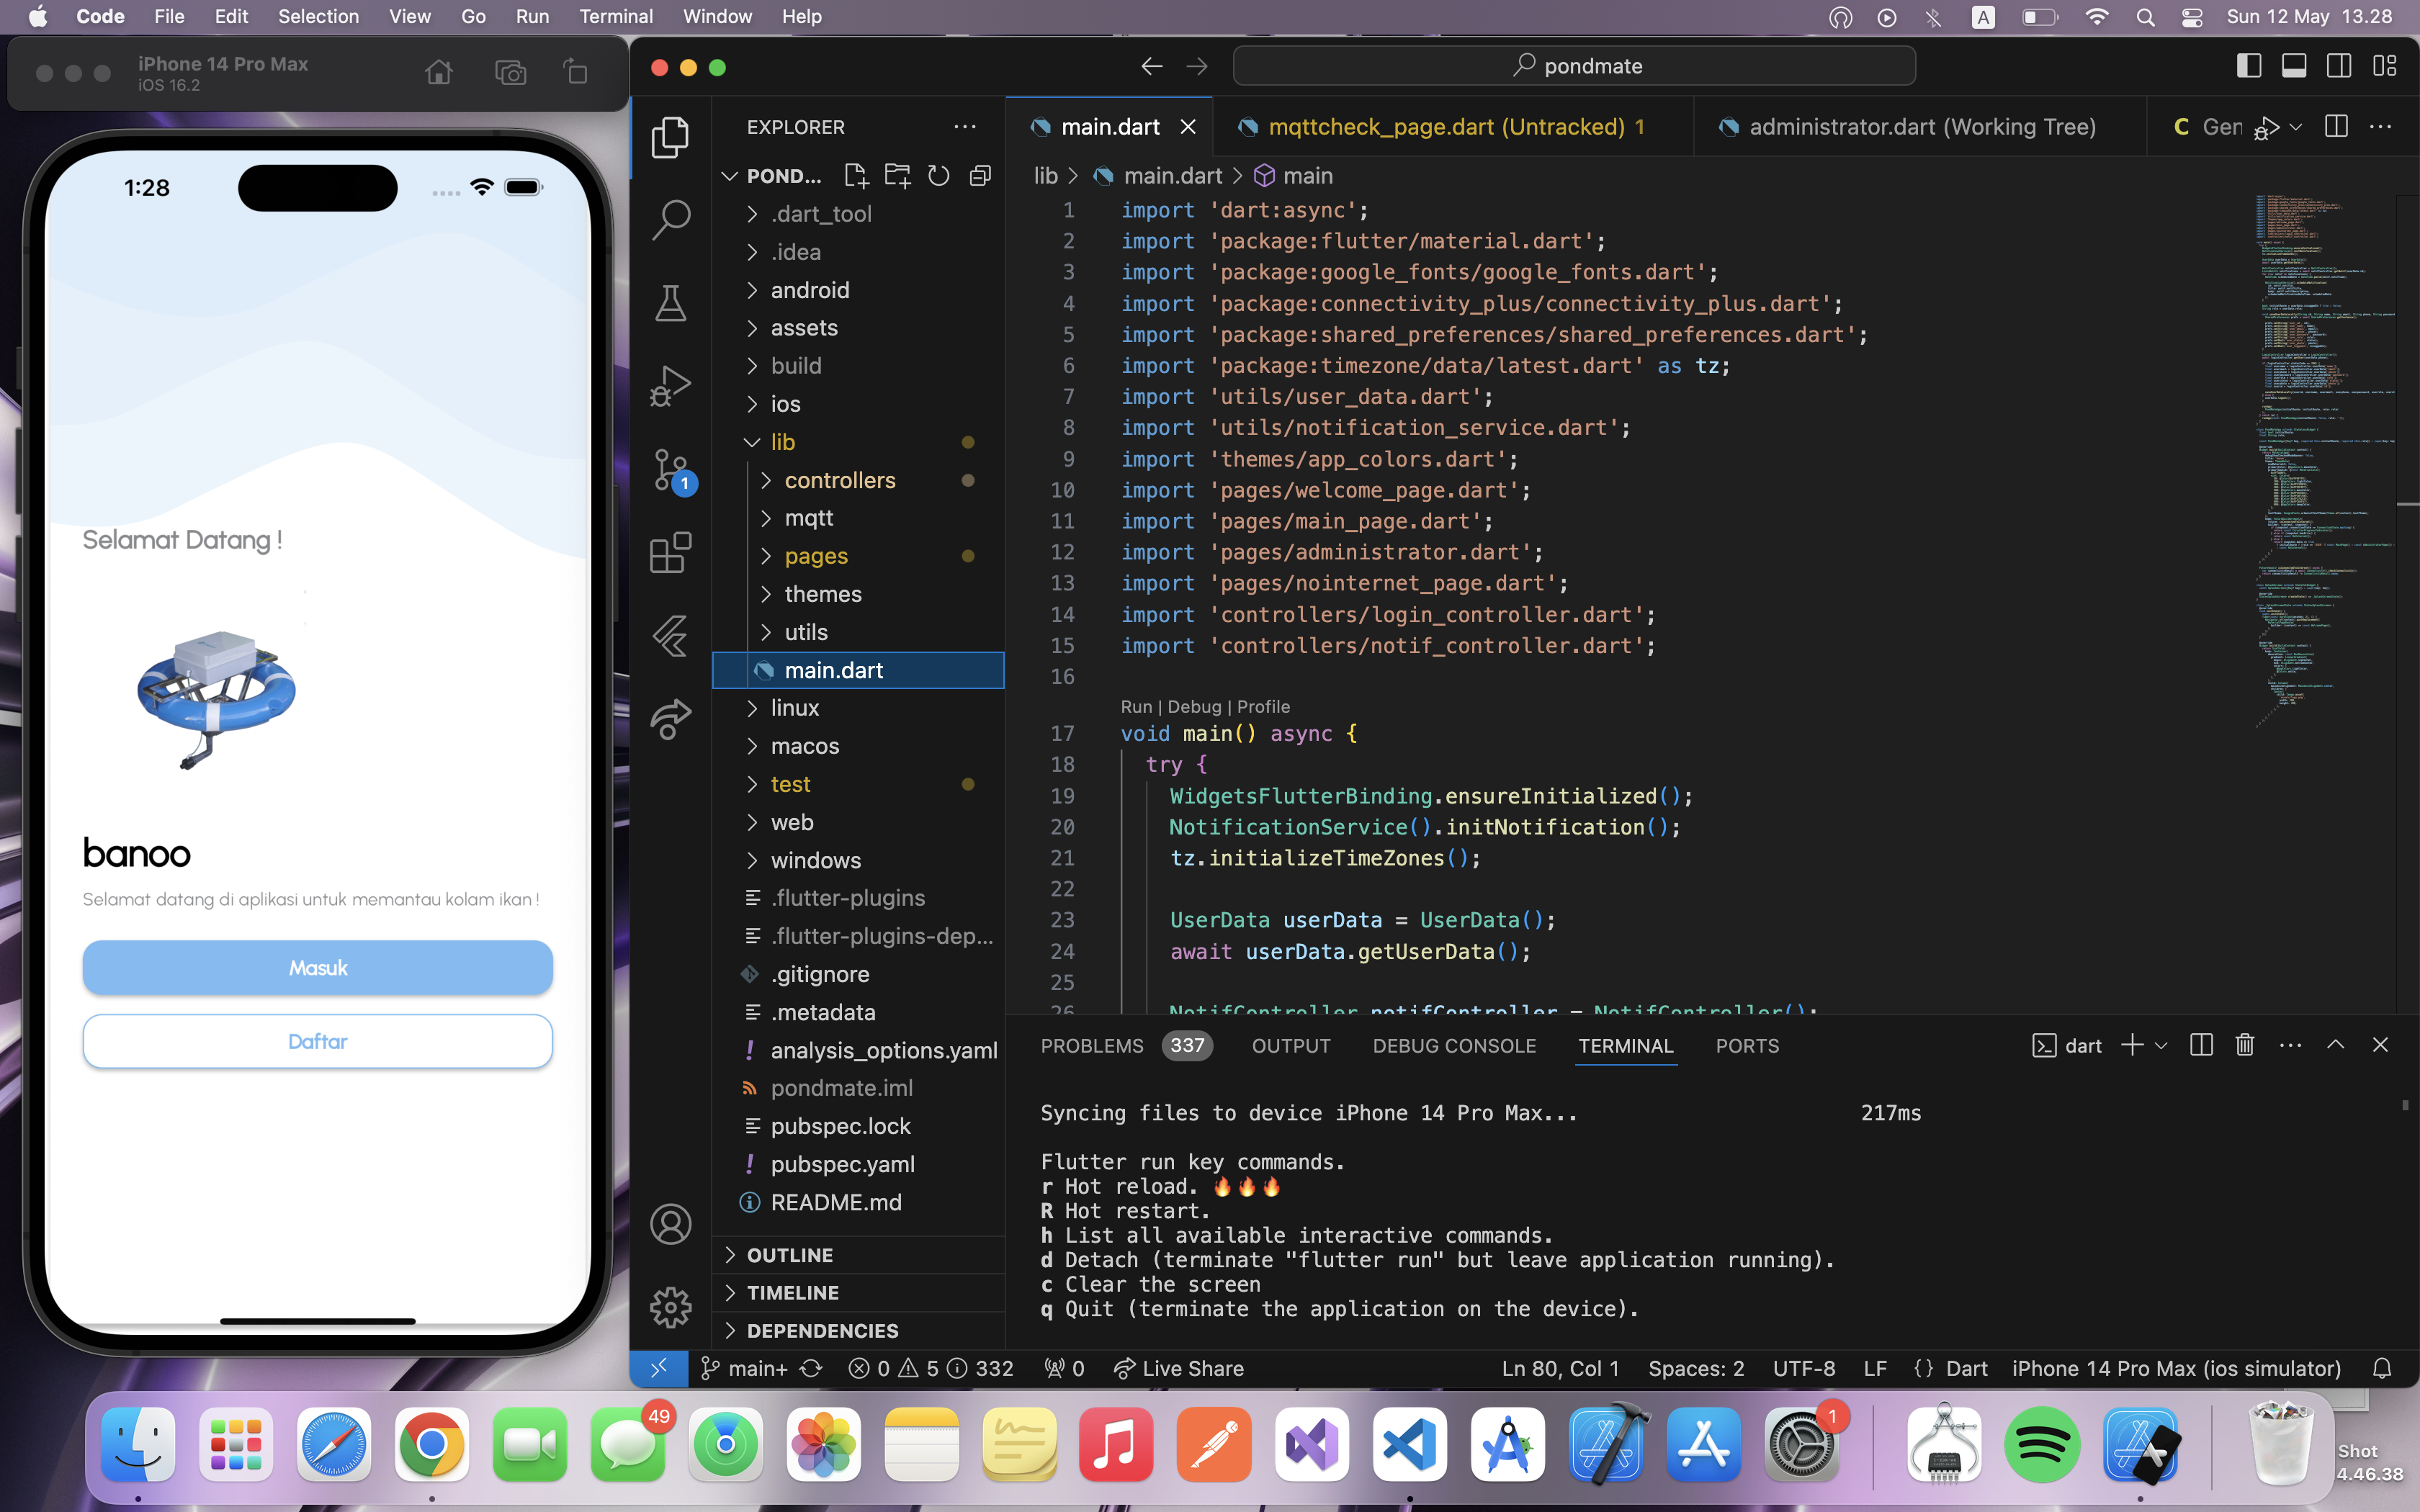 Code File Edit Selection View Go Run Terminal Window Help
A
Sun 12 May 13.28
iPhone 14 Pro Max
iOS 16.2
1:28
Selamat Datang !
banoo
Selamat datang di aplikasi untuk memantau kolam ikan !
Masuk
Daftar
pondmate
EXPLORER
POND...
.dart_tool
.idea
android
assets
build
ios
lib
controllers
mqtt
pages
themes
utils
main.dart
linux
macos
test
web
windows
.flutter-plugins
.flutter-plugins-dep...
.gitignore
.metadata
analysis_options.yaml
pondmate.iml
pubspec.lock
pubspec.yaml
README.md
OUTLINE
TIMELINE
DEPENDENCIES
1
main.dart
mqttcheck_page.dart (Untracked) 1
administrator.dart (Working Tree)
C Gen
lib > main.dart > main
1 import 'dart:async';
2 import 'package:flutter/material.dart';
3 import 'package:google_fonts/google_fonts.dart';
4 import 'package:connectivity_plus/connectivity_plus.dart';
5 import 'package:shared_preferences/shared_preferences.dart';
6 import 'package:timezone/data/latest.dart' as tz;
7 import 'utils/user_data.dart';
8 import 'utils/notification_service.dart';
9 import 'themes/app_colors.dart';
10 import 'pages/welcome_page.dart';
11 import 'pages/main_page.dart';
12 import 'pages/administrator.dart';
13 import 'pages/nointernet_page.dart';
14 import 'controllers/login_controller.dart';
15 import 'controllers/notif_controller.dart';
16
Run | Debug | Profile
17 void main() async {
18 try {
19 WidgetsFlutterBinding.ensureInitialized();
20 NotificationService().initNotification();
21 tz.initializeTimeZones();
22
23 UserData userData = UserData();
24 await userData.getUserData();
25
26 NotifController notifController = NotifController();
PROBLEMS 337 OUTPUT DEBUG CONSOLE TERMINAL PORTS
dart
Syncing files to device iPhone 14 Pro Max... 217ms
Flutter run key commands.
r Hot reload. 🔥🔥🔥
R Hot restart.
h List all available interactive commands.
d Detach (terminate "flutter run" but leave application running).
c Clear the screen
q Quit (terminate the application on the device).
main+ 0 5 332 0 Live Share
Ln 80, Col 1 Spaces: 2 UTF-8 LF {} Dart iPhone 14 Pro Max (ios simulator)
49
1
Shot
4.46.38